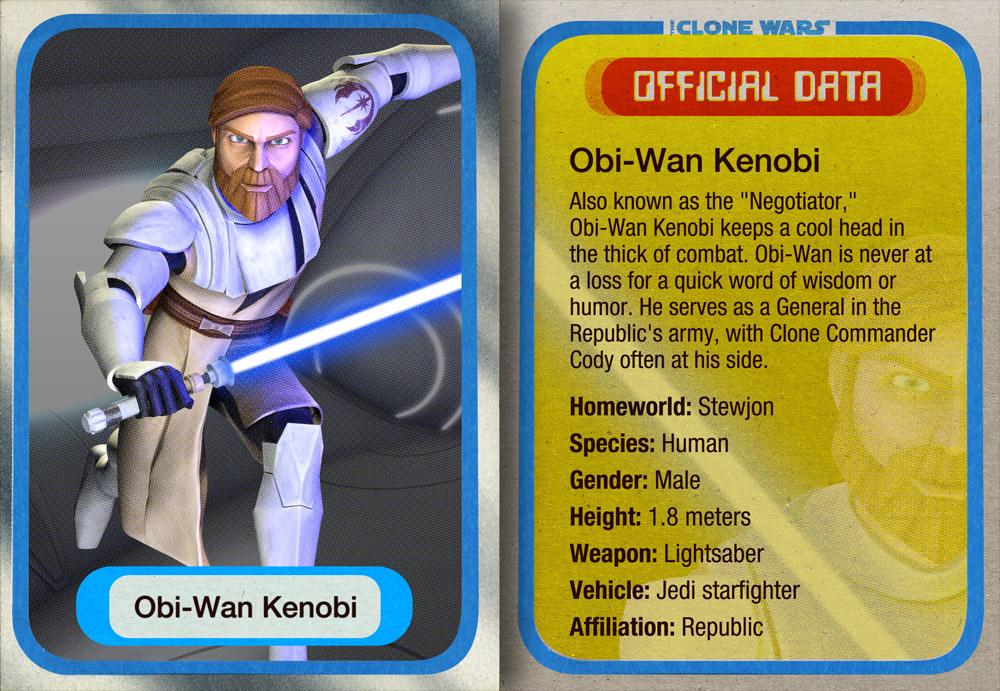 Obi-Wan Kenobi
THE CLONE WARS
OFFICIAL DATA
Obi-Wan Kenobi
Also known as the "Negotiator,"
Obi-Wan Kenobi keeps a cool head in
the thick of combat. Obi-Wan is never at
a loss for a quick word of wisdom or
humor. He serves as a General in the
Republic's army, with Clone Commander
Cody often at his side.
Homeworld: Stewjon
Species: Human
Gender: Male
Height: 1.8 meters
Weapon: Lightsaber
Vehicle: Jedi starfighter
Affiliation: Republic